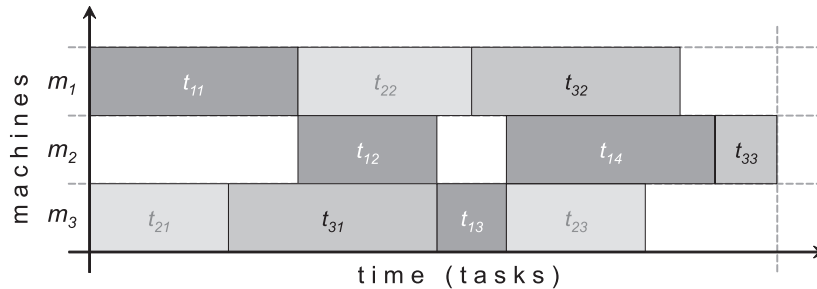 machines
m1 t11 t22 t32
m2 t12 t14 t33
m3 t21 t31 t13 t23
time (tasks)